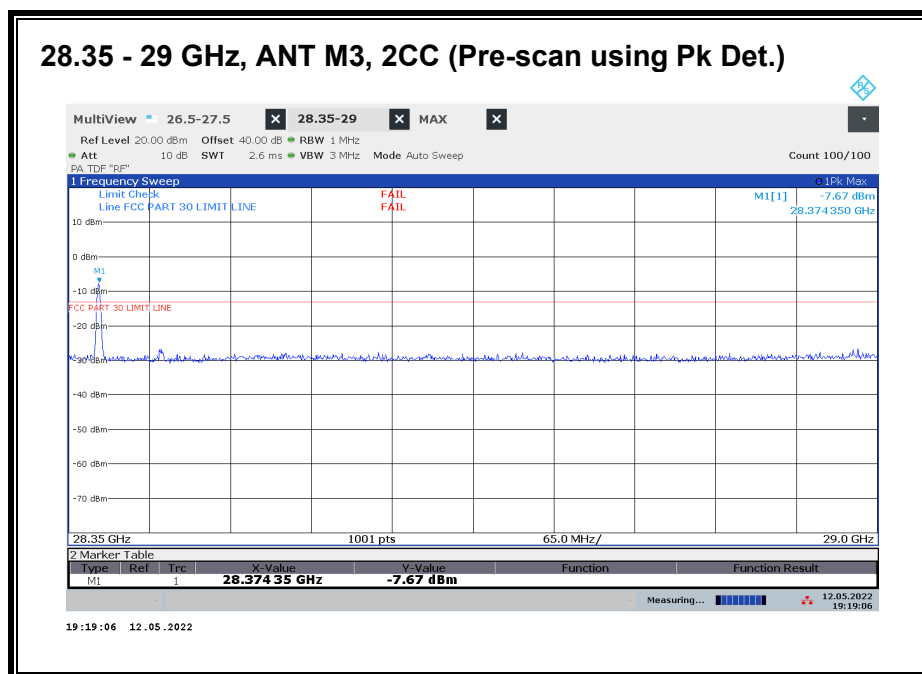 28.35 - 29 GHz, ANT M3, 2CC (Pre-scan using Pk Det.)
R S
MultiView 26.5-27.5 28.35-29 MAX
Ref Level 20.00 dBm Offset 40.00 dB RBW 1 MHz
Att 10 dB SWT 2.6 ms VBW 3 MHz Mode Auto Sweep Count 100/100
PA TDF "RF"
1 Frequency Sweep 1Pk Max
Limit Check FAIL M1[1] -7.67 dBm
Line FCC PART 30 LIMIT LINE FAIL 28.374350 GHz
10 dBm
0 dBm
M1
-10 dBm
FCC PART 30 LIMIT LINE
-20 dBm
-30 dBm
-40 dBm
-50 dBm
-60 dBm
-70 dBm
28.35 GHz 1001 pts 65.0 MHz/ 29.0 GHz
2 Marker Table
Type Ref Trc X-Value Y-Value Function Function Result
M1 1 28.374 35 GHz -7.67 dBm
Measuring... 12.05.2022
19:19:06
19:19:06 12.05.2022